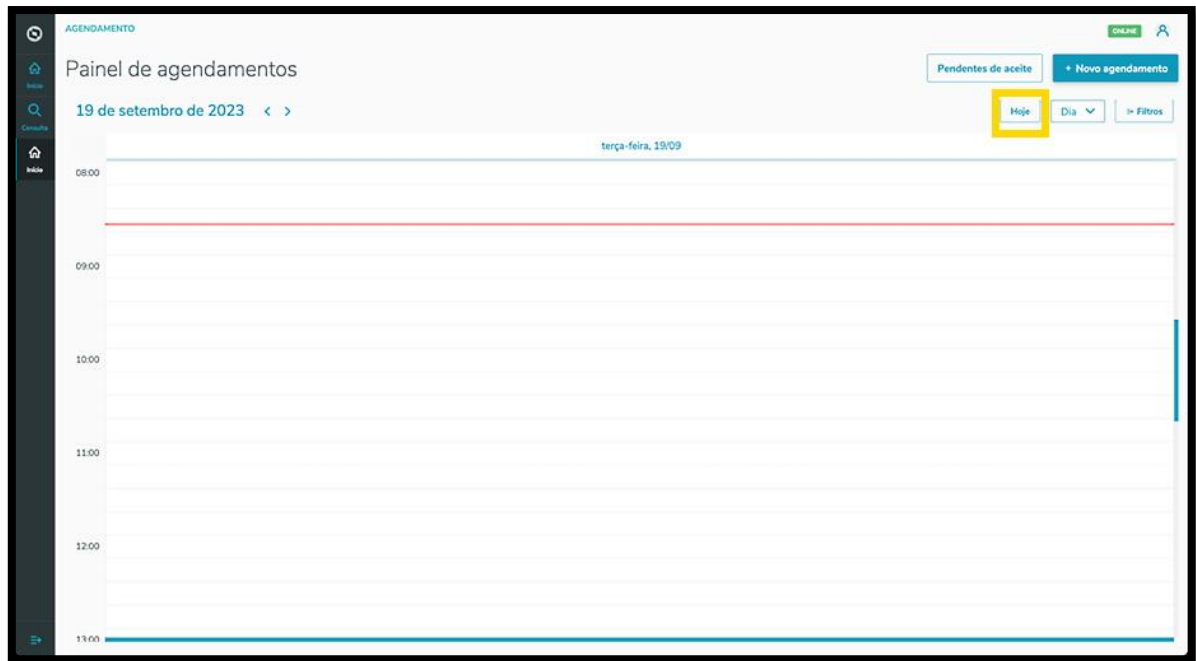 AGENDAMENTO
ONLINE
Início
Painel de agendamentos
Pendentes de aceite
+ Novo agendamento
Consulta
19 de setembro de 2023 < >
Hoje
Dia
Filtros
Início
terça-feira, 19/09
08:00
09:00
10:00
11:00
12:00
13:00